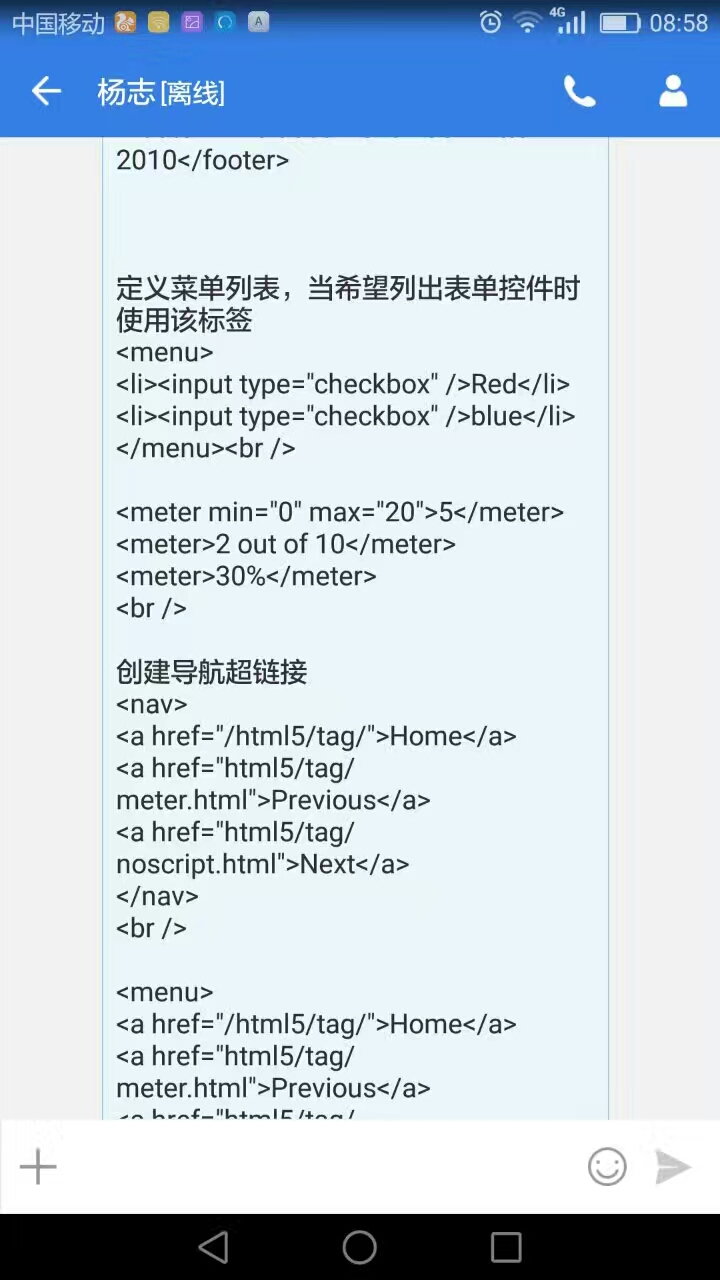 中国移动 4G 08:58
杨志[离线]
2010</footer>
定义菜单列表，当希望列出表单控件时
使用该标签
<menu>
<li><input type="checkbox" />Red</li>
<li><input type="checkbox" />blue</li>
</menu><br />
<meter min="0" max="20">5</meter>
<meter>2 out of 10</meter>
<meter>30%</meter>
<br />
创建导航超链接
<nav>
<a href="/html5/tag/">Home</a>
<a href="html5/tag/
meter.html">Previous</a>
<a href="html5/tag/
noscript.html">Next</a>
</nav>
<br />
<menu>
<a href="/html5/tag/">Home</a>
<a href="html5/tag/
meter.html">Previous</a>
<a href="html5/tag/